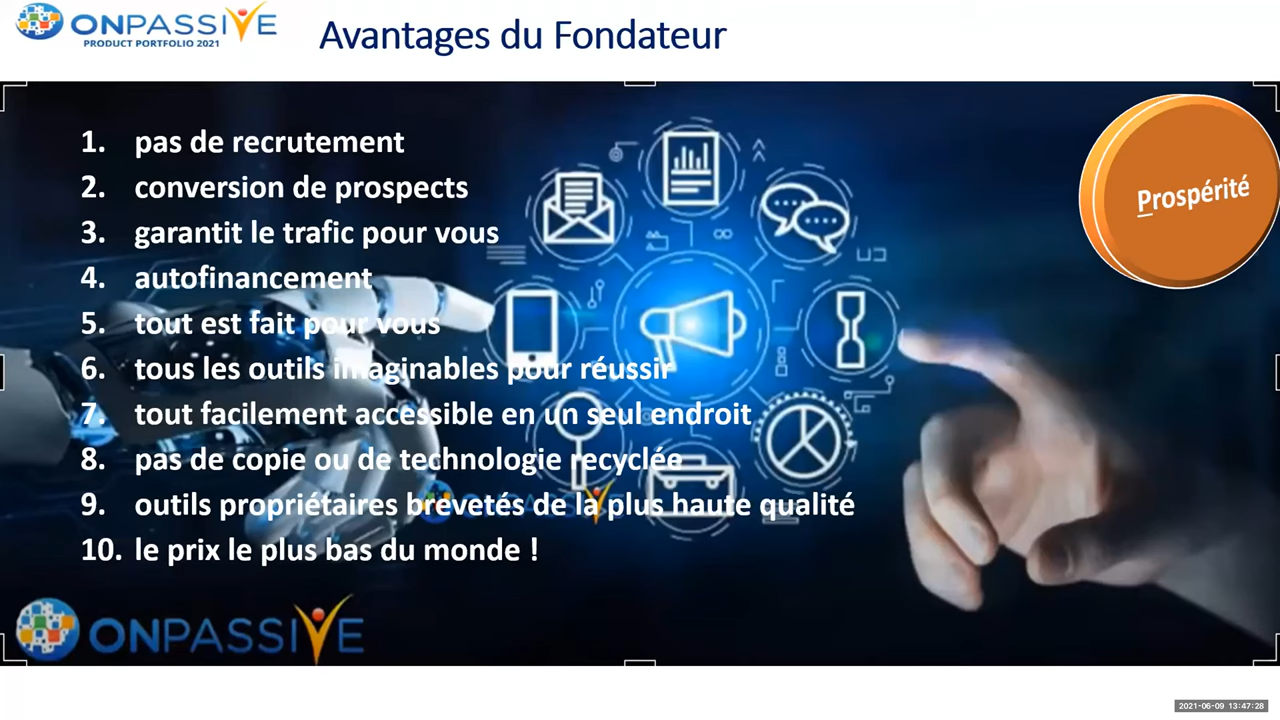 ONPASSIVE
PRODUCT PORTFOLIO 2021
Avantages du Fondateur
Prospérité
1. pas de recrutement
2. conversion de prospects
3. garantit le trafic pour vous
4. autofinancement
5. tout est fait pour vous
6. tous les outils imaginables pour réussir
7. tout facilement accessible en un seul endroit
8. pas de copie ou de technologie recyclée
9. outils propriétaires brevetés de la plus haute qualité
10. le prix le plus bas du monde !
ONPASSIVE
2021-06-09 13:47:28